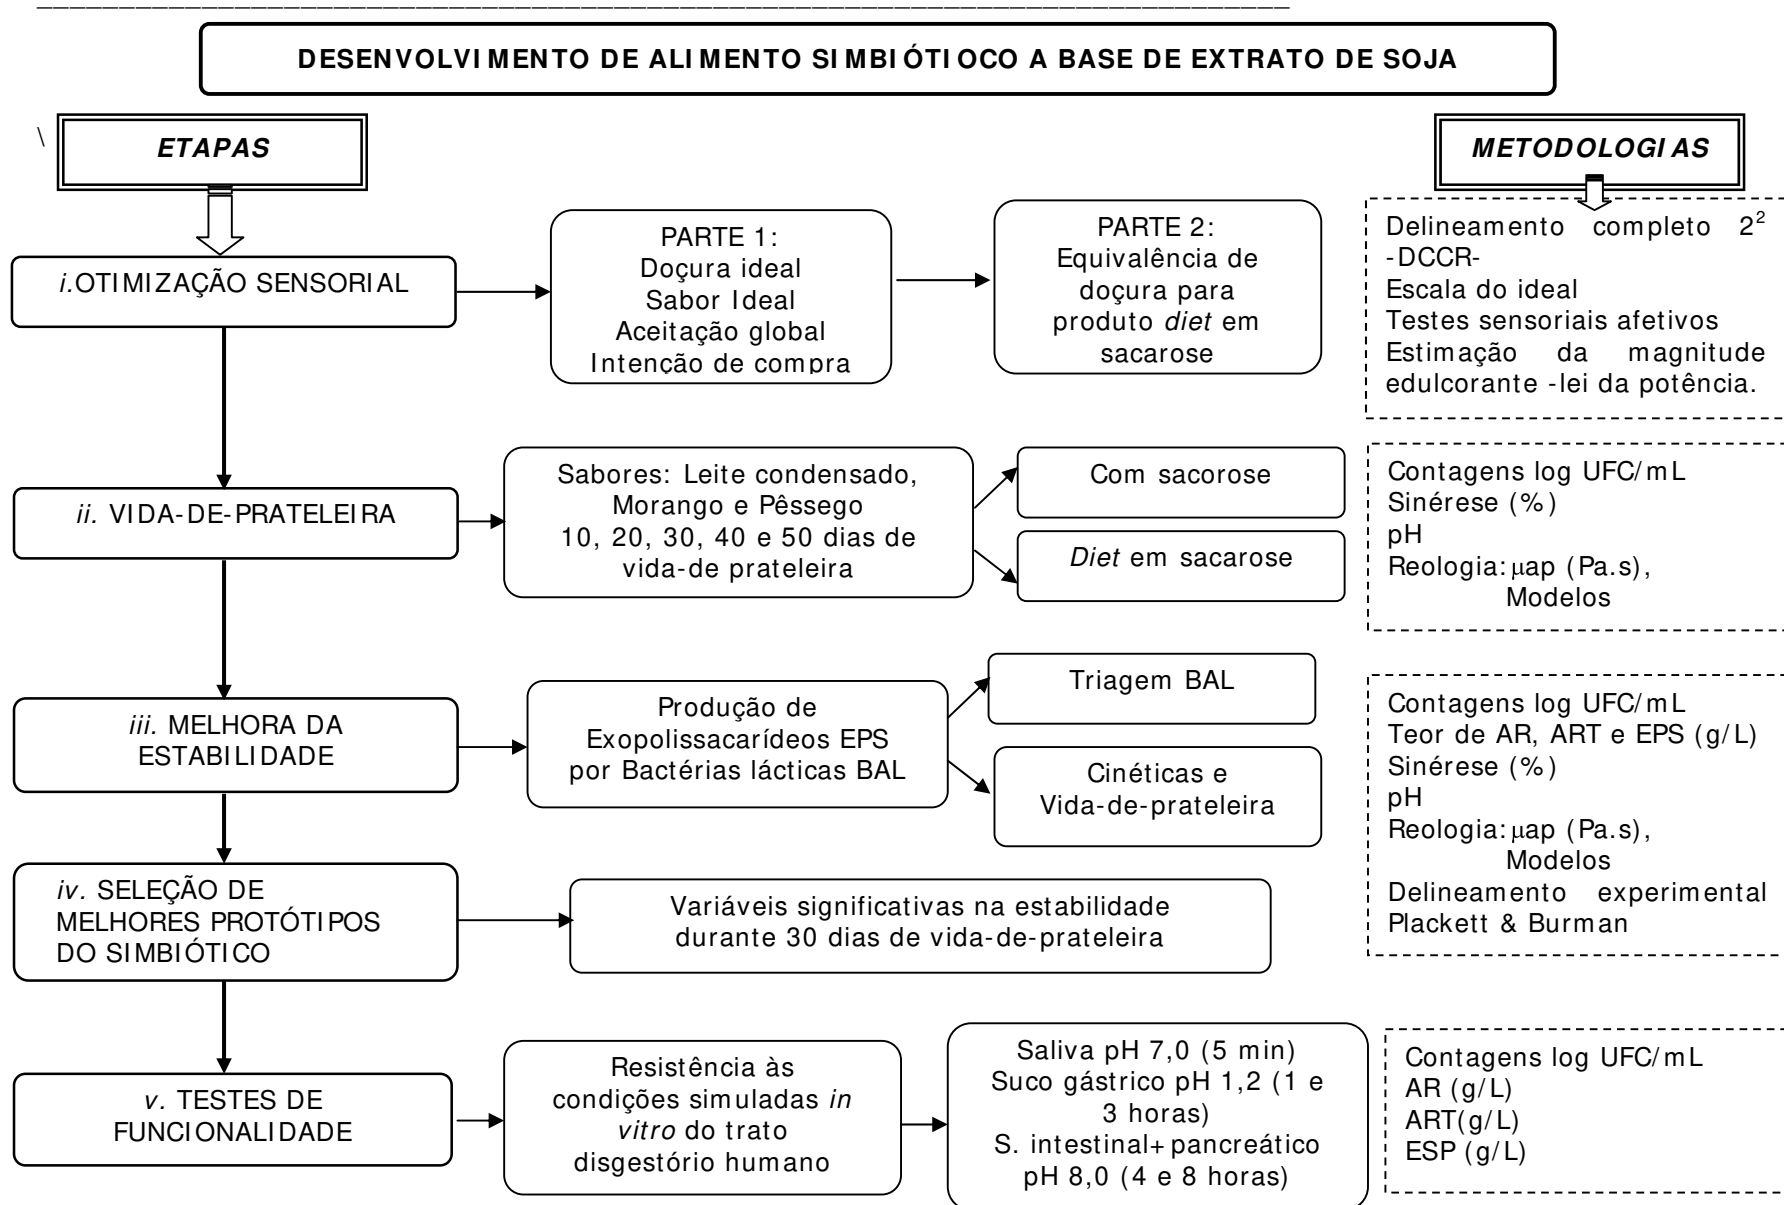 DESENVOLVIMENTO DE ALIMENTO SIMBIÓTIOCO A BASE DE EXTRATO DE SOJA
\
ETAPAS
METODOLOGIAS
i.OTIMIZAÇÃO SENSORIAL
PARTE 1:
Doçura ideal
Sabor Ideal
Aceitação global
Intenção de compra
PARTE 2:
Equivalência de
doçura para
produto diet em
sacarose
Delineamento completo 2²
-DCCR-
Escala do ideal
Testes sensoriais afetivos
Estimação da magnitude
edulcorante -lei da potência.
ii. VIDA-DE-PRATELEIRA
Sabores: Leite condensado,
Morango e Pêssego
10, 20, 30, 40 e 50 dias de
vida-de prateleira
Com sacorose
Diet em sacarose
Contagens log UFC/mL
Sinérese (%)
pH
Reologia: µap (Pa.s),
Modelos
iii. MELHORA DA
ESTABILIDADE
Produção de
Exopolissacarídeos EPS
por Bactérias lácticas BAL
Triagem BAL
Cinéticas e
Vida-de-prateleira
Contagens log UFC/mL
Teor de AR, ART e EPS (g/L)
Sinérese (%)
pH
Reologia: µap (Pa.s),
Modelos
Delineamento experimental
Plackett & Burman
iv. SELEÇÃO DE
MELHORES PROTÓTIPOS
DO SIMBIÓTICO
Variáveis significativas na estabilidade
durante 30 dias de vida-de-prateleira
v. TESTES DE
FUNCIONALIDADE
Resistência às
condições simuladas in
vitro do trato
disgestório humano
Saliva pH 7,0 (5 min)
Suco gástrico pH 1,2 (1 e
3 horas)
S. intestinal+pancreático
pH 8,0 (4 e 8 horas)
Contagens log UFC/mL
AR (g/L)
ART(g/L)
ESP (g/L)